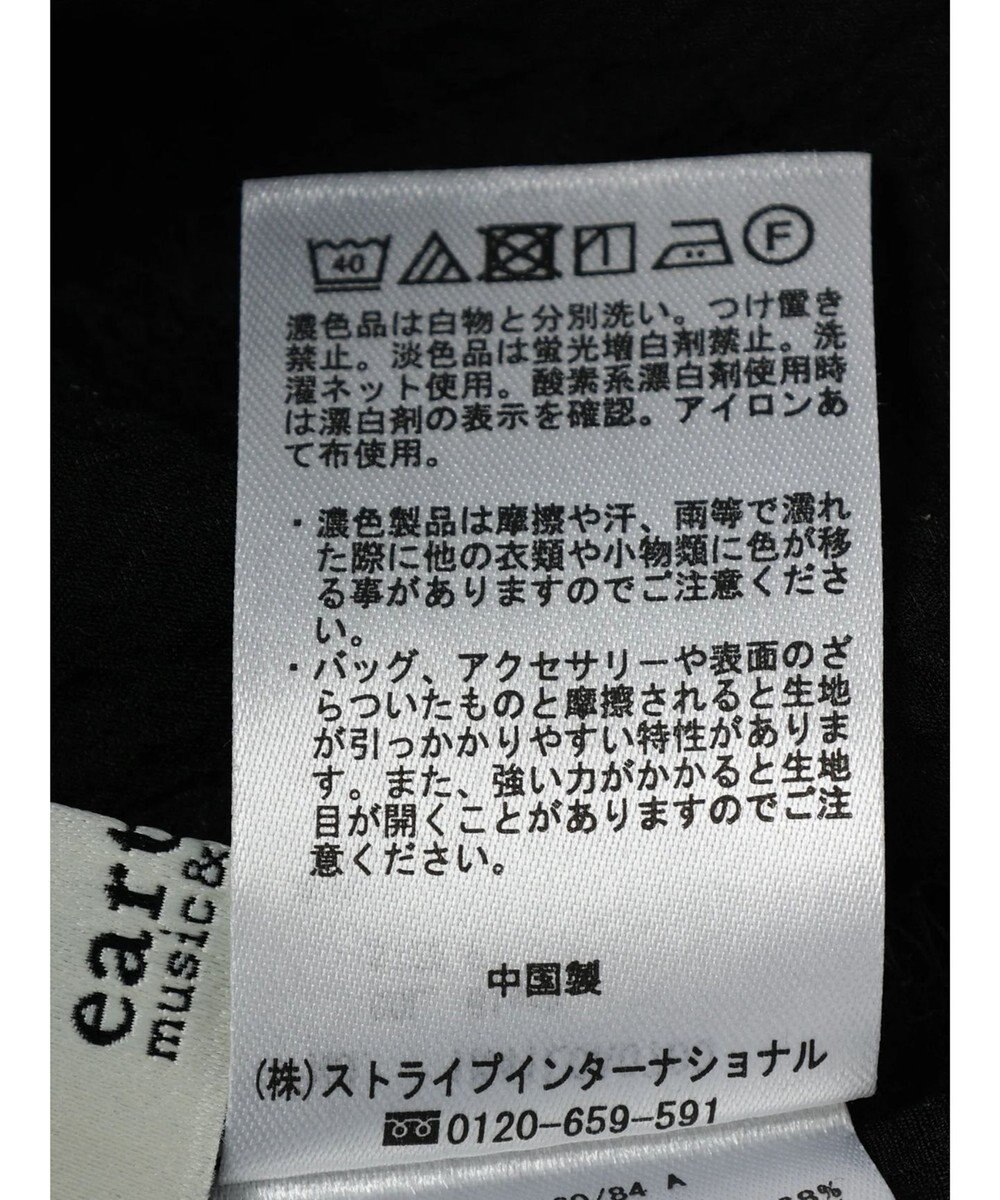 40
F
濃色品は白物と分別洗い。つけ置き
禁止。淡色品は蛍光増白剤禁止。洗
濯ネット使用。酸素系漂白剤使用時
は漂白剤の表示を確認。アイロンあ
て布使用。
・濃色製品は摩擦や汗、雨等で濡れ
た際に他の衣類や小物類に色が移
る事がありますのでご注意くださ
い。
・バッグ、アクセサリーや表面のざ
らついたものと摩擦されると生地
が引っかかりやすい特性がありま
す。また、強い力がかかると生地
目が開くことがありますのでご注
意ください。
中国製
(株)ストライプインターナショナル
0120-659-591
music&
/84 A